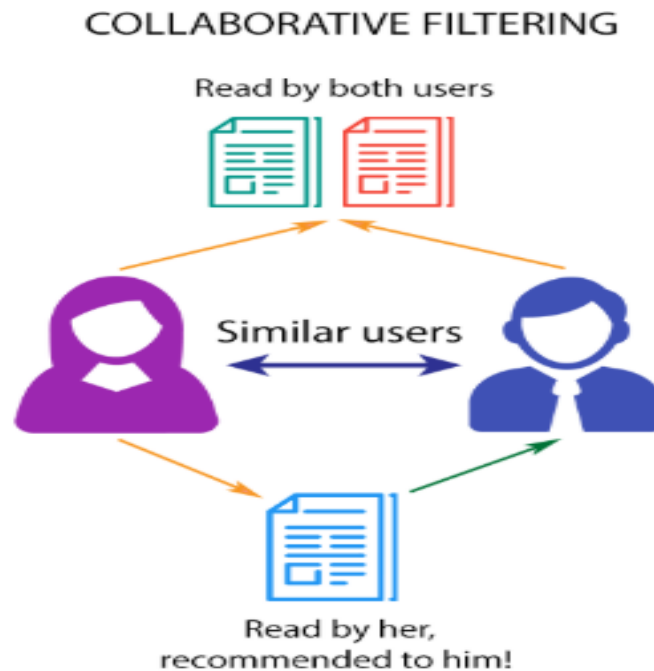 COLLABORATIVE FILTERING
Read by both users
Similar users
Read by her,
recommended to him!